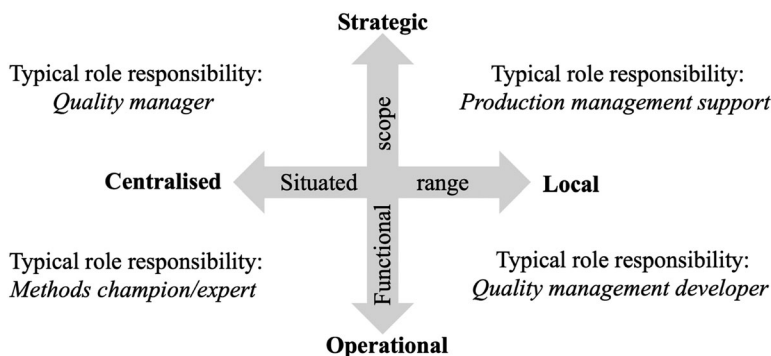 Strategic
Typical role responsibility:
Quality manager
Typical role responsibility:
Production management support
scope
Centralised
Situated
range
Local
Functional
Typical role responsibility:
Methods champion/expert
Typical role responsibility:
Quality management developer
Operational